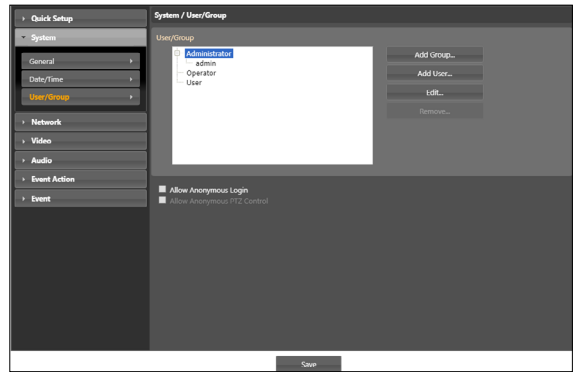 Quick Setup
System
General
Date/Time
User/Group
Network
Video
Audio
Event Action
Event
System / User/Group
User/Group
Administrator
admin
Operator
User
Add Group...
Add User...
Edit...
Remove...
Allow Anonymous Login
Allow Anonymous PTZ Control
Save